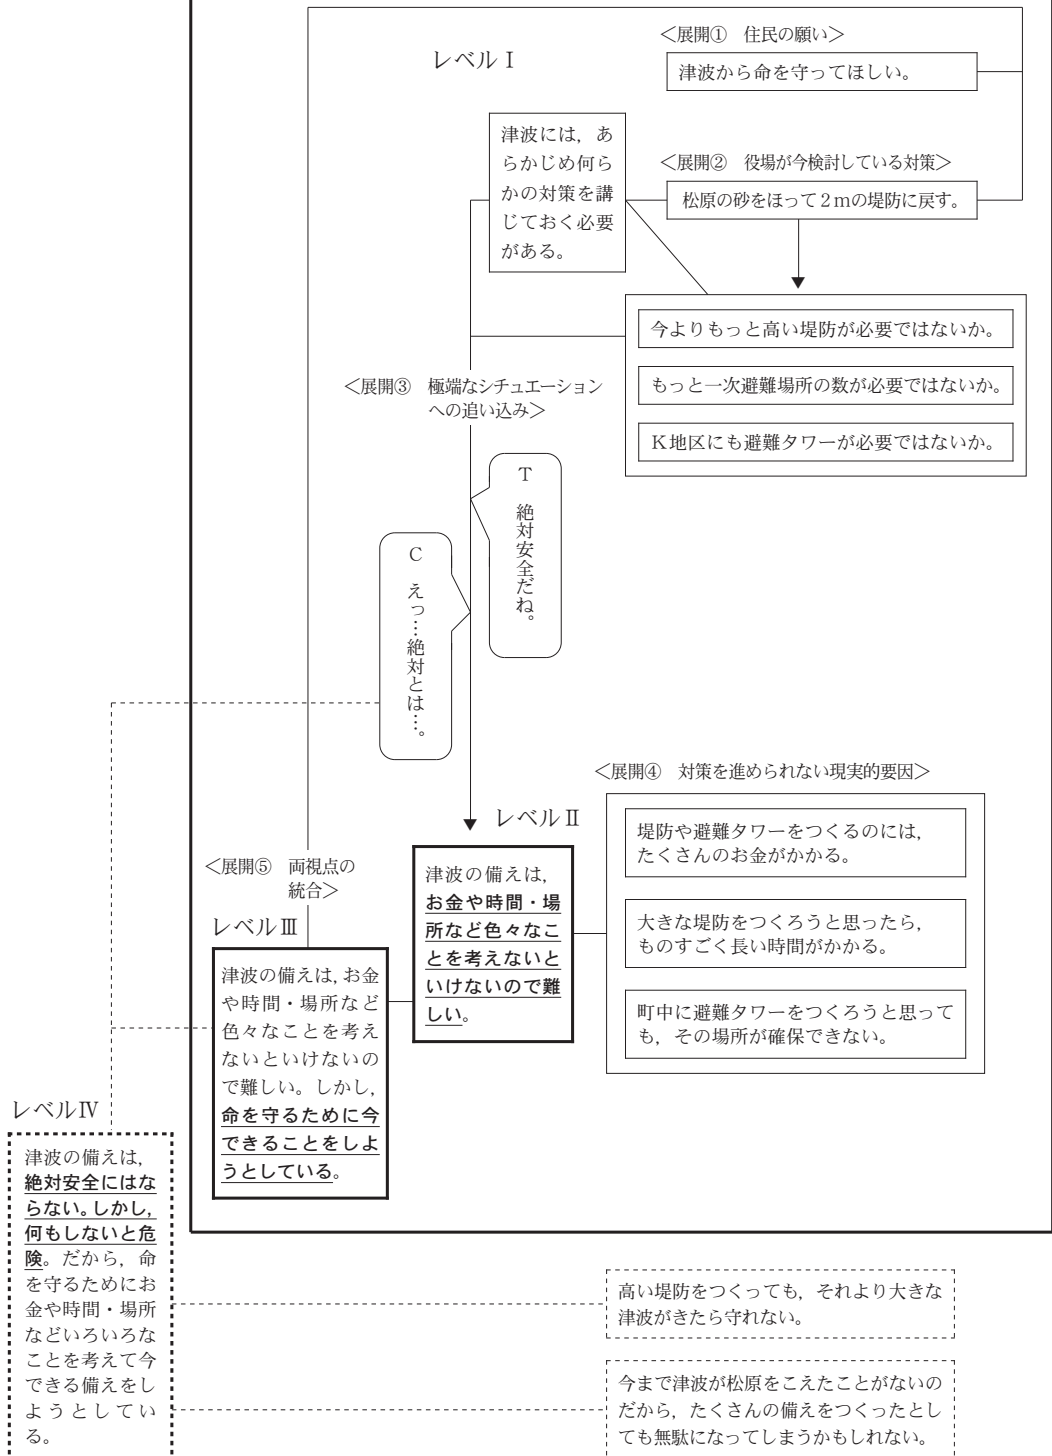 ＜展開①　住民の願い＞
レベルⅠ
津波から命を守ってほしい。
津波には，あ
らかじめ何ら
かの対策を講
じておく必要
がある。
＜展開②　役場が今検討している対策＞
松原の砂をほって２ｍの堤防に戻す。
今よりもっと高い堤防が必要ではないか。
もっと一次避難場所の数が必要ではないか。
Ｋ地区にも避難タワーが必要ではないか。
＜展開③　極端なシチュエーション
への追い込み＞
Ｔ　絶対安全だね。
Ｃ　えっ…絶対とは…。
＜展開④　対策を進められない現実的要因＞
レベルⅡ
堤防や避難タワーをつくるのには，
たくさんのお金がかかる。
大きな堤防をつくろうと思ったら，
ものすごく長い時間がかかる。
町中に避難タワーをつくろうと思って
も，その場所が確保できない。
津波の備えは，
お金や時間・場
所など色々なこ
とを考えないと
いけないので難
しい。
＜展開⑤　両視点の
統合＞
レベルⅢ
津波の備えは，お金
や時間・場所など
色々なことを考え
ないといけないの
で難しい。しかし，
命を守るために今
できることをしよ
うとしている。
レベルⅣ
津波の備えは，
絶対安全にはな
らない。しかし，
何もしないと危
険。だから，命
を守るためにお
金や時間・場所
などいろいろな
ことを考えて今
できる備えをし
ようとしてい
る。
高い堤防をつくっても，それより大きな
津波がきたら守れない。
今まで津波が松原をこえたことがないの
だから，たくさんの備えをつくったとし
ても無駄になってしまうかもしれない。